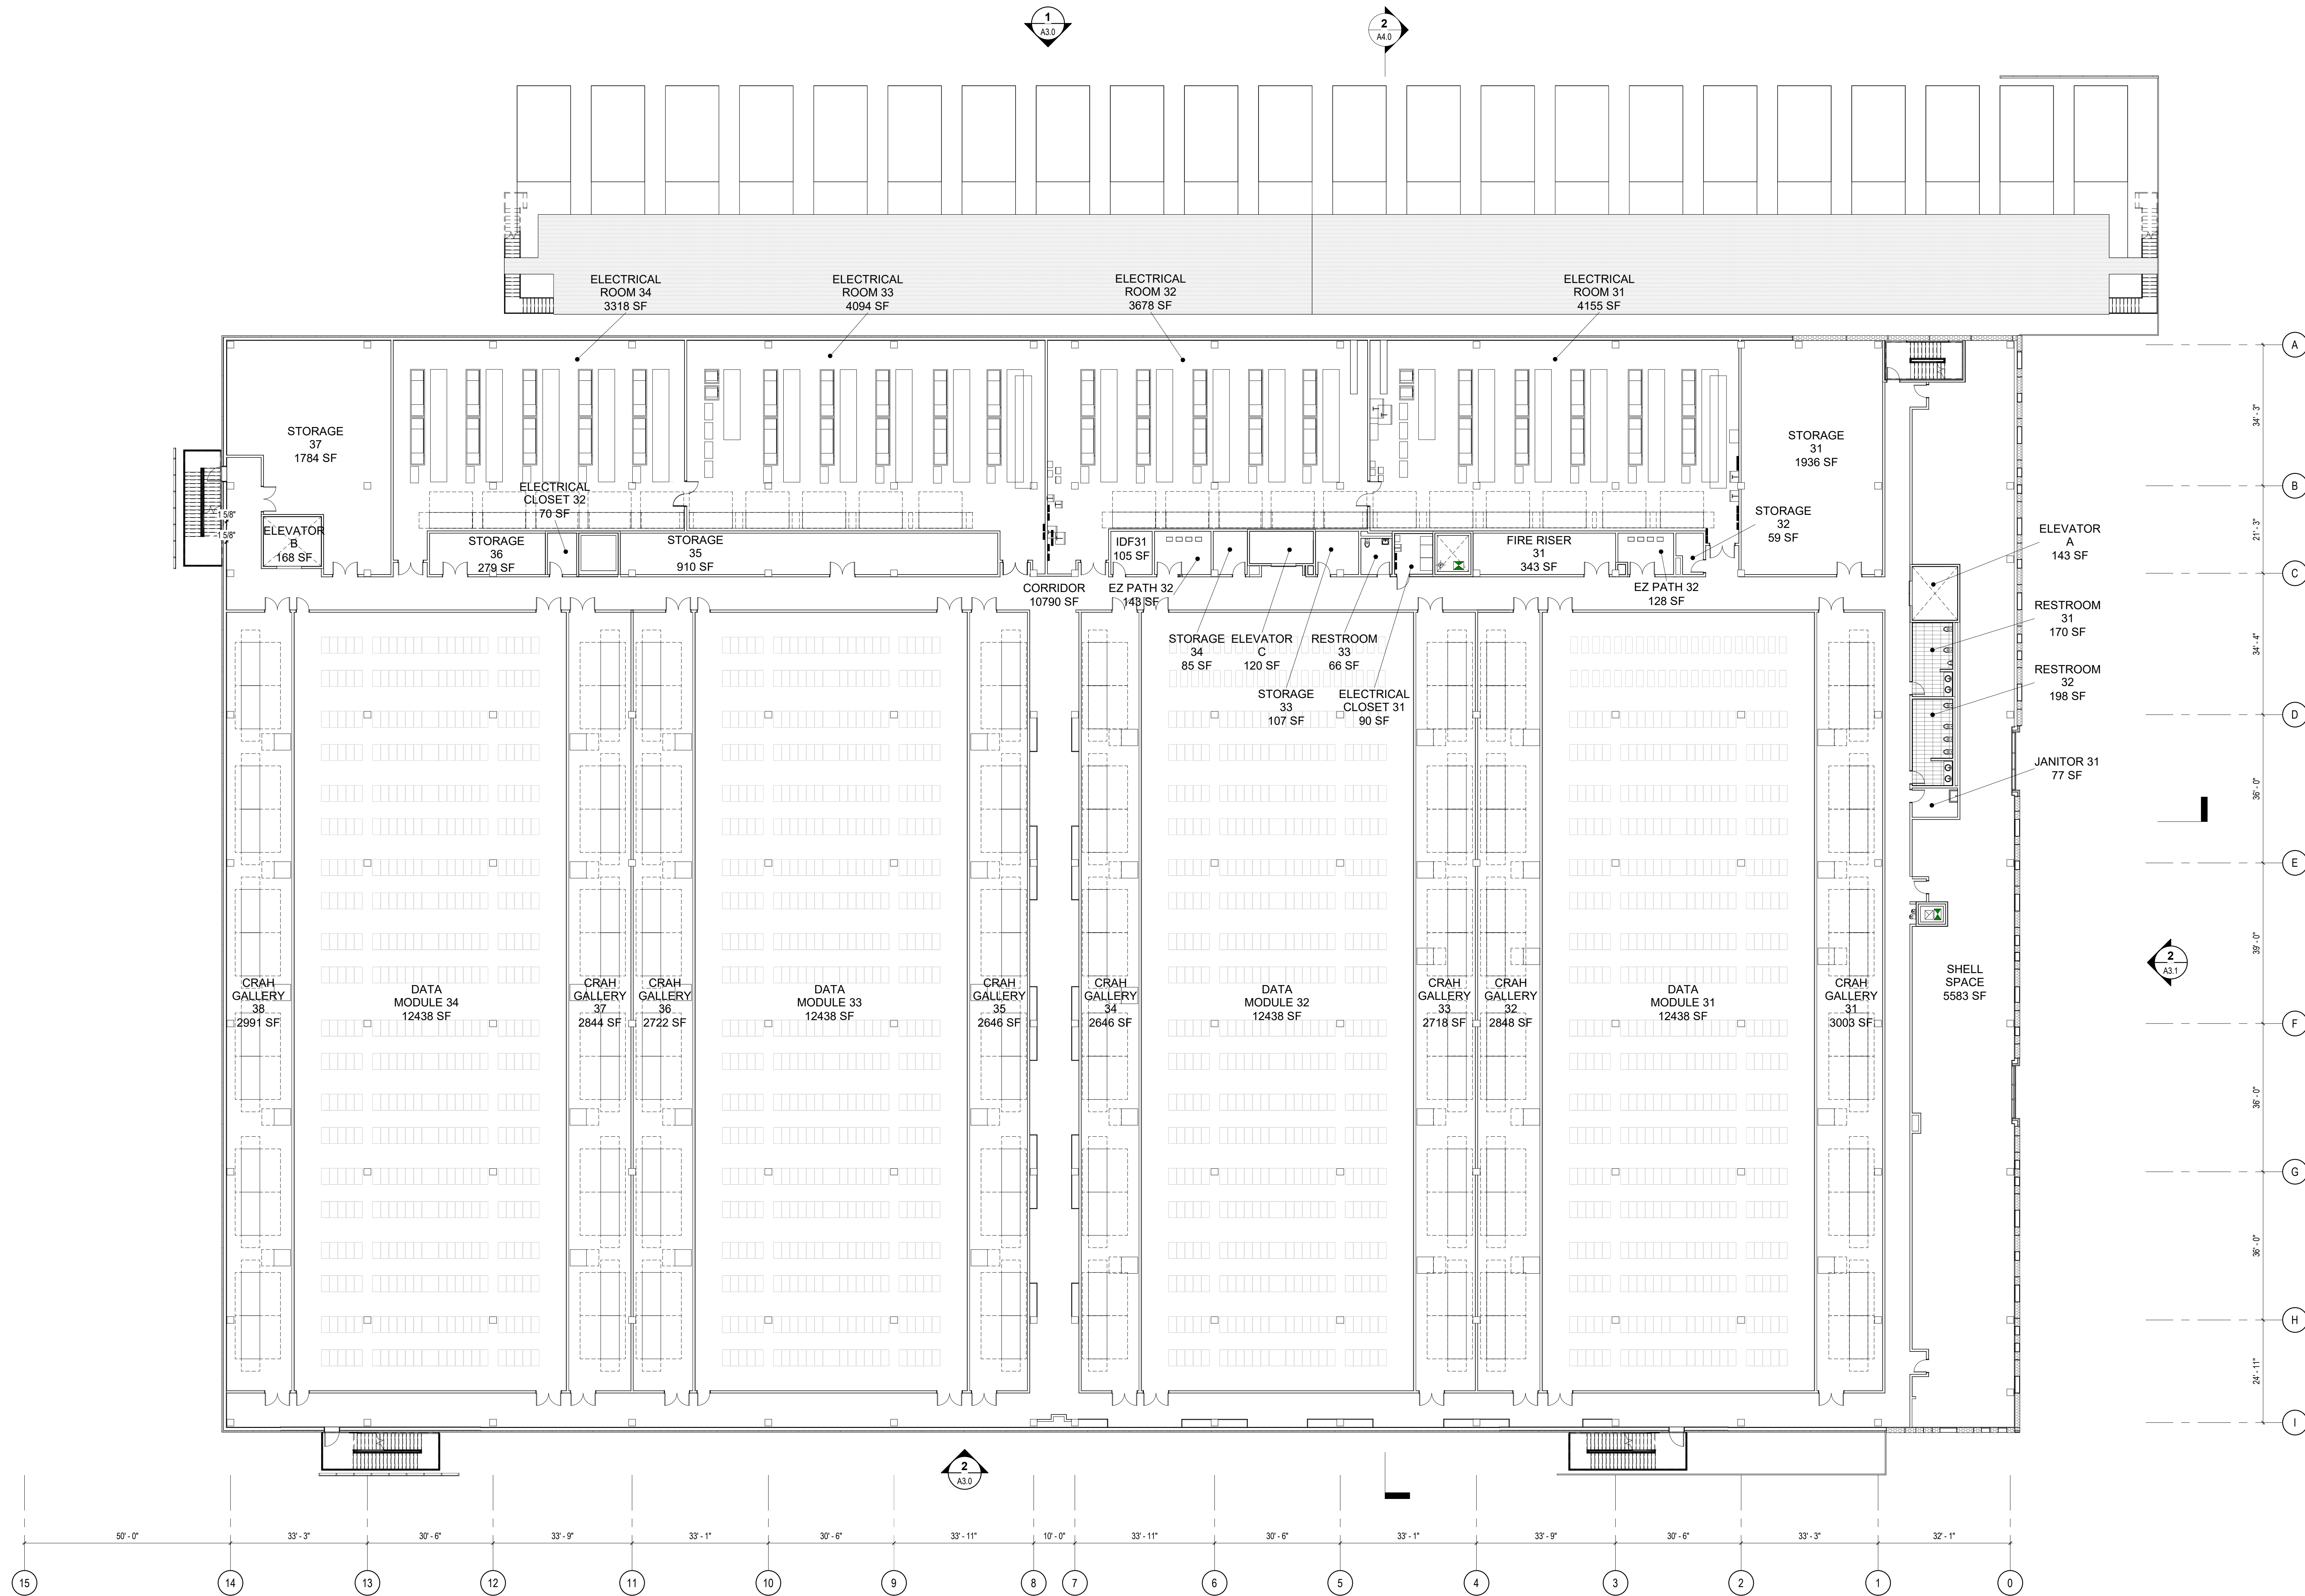 1
A3.0
2
A4.0
ELECTRICAL
ROOM 34
3318 SF
ELECTRICAL
ROOM 33
4094 SF
ELECTRICAL
ROOM 32
3678 SF
ELECTRICAL
ROOM 31
4155 SF
A
34' - 3"
STORAGE
37
1784 SF
STORAGE
31
1936 SF
B
ELECTRICAL
CLOSET 32
70 SF
1 5/8"
1 5/8"
ELEVATOR
B
168 SF
STORAGE
36
279 SF
STORAGE
35
910 SF
IDF31
105 SF
FIRE RISER
31
343 SF
STORAGE
32
59 SF
21' - 3"
ELEVATOR
A
143 SF
C
CORRIDOR
10790 SF
EZ PATH 32
143 SF
EZ PATH 32
128 SF
RESTROOM
31
170 SF
STORAGE
34
85 SF
ELEVATOR
C
120 SF
RESTROOM
33
66 SF
34' - 4"
RESTROOM
32
198 SF
STORAGE
33
107 SF
ELECTRICAL
CLOSET 31
90 SF
D
JANITOR 31
77 SF
36' - 0"
E
39' - 0"
2
A3.1
CRAH
GALLERY
38
2991 SF
DATA
MODULE 34
12438 SF
CRAH
GALLERY
37
2844 SF
CRAH
GALLERY
36
2722 SF
DATA
MODULE 33
12438 SF
CRAH
GALLERY
35
2646 SF
CRAH
GALLERY
34
2646 SF
DATA
MODULE 32
12438 SF
CRAH
GALLERY
33
2718 SF
CRAH
GALLERY
32
2848 SF
DATA
MODULE 31
12438 SF
CRAH
GALLERY
31
3003 SF
SHELL
SPACE
5583 SF
F
36' - 0"
G
36' - 0"
H
24' - 11"
I
2
A3.0
50' - 0"
33' - 3"
30' - 6"
33' - 9"
33' - 1"
30' - 6"
33' - 11"
10' - 0"
33' - 11"
30' - 6"
33' - 1"
33' - 9"
30' - 6"
33' - 3"
32' - 1"
15
14
13
12
11
10
9
8
7
6
5
4
3
2
1
0